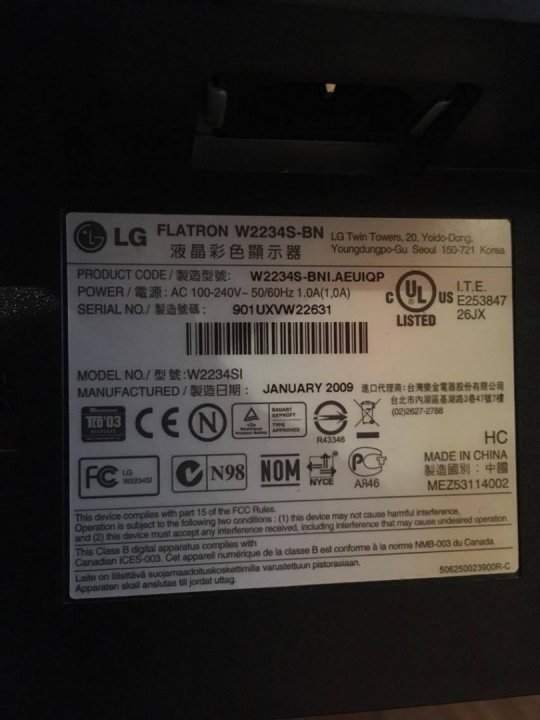 LG FLATRON W2234S-BN
液晶彩色顯示器
LG Twin Towers, 20, Yoido-Dong,
Youngdungpo-Gu Seoul 150-721 Korea
PRODUCT CODE / 製造型號: W2234S-BNI.AEUIQP
POWER / 電源: AC 100-240V~ 50/60Hz 1.0A(1,0A)
SERIAL NO. / 製造號碼: 901UXVW22631
C UL US
LISTED
I.T.E.
E253847
26JX
MODEL NO./ 型號:W2234SI
MANUFACTURED / 製造日期: JANUARY 2009
進口代理商:台灣樂金電器股份有限公司
台北市內湖區基湖路3巷47號7樓
(02)2627-2788
TCO'03
DISPLAYS
CE
N
TÜV
BAUART
GEPRÜFT
TYPE
APPROVED
R43346
HC
FC LG
W2234SI
N98
NOM
NYCE
PC
AЯ46
MADE IN CHINA
製造國別:中國
MEZ53114002
This device complies with part 15 of the FCC Rules.
Operation is subject to the following two conditions : (1) this device may not cause harmful interference,
and (2) this device must accept any interference received, including interference that may cause undesired operation.
This Class B digital apparatus complies with
Canadian ICES-003. Cet appareil numérique de la classe B est conforme à la norme NMB-003 du Canada.
Laite on liitettävä suojamaadoituskoskettimilla varustettuun pistorasiaan.
Apparaten skall anslutas till jordat uttag.
506250023900R-C